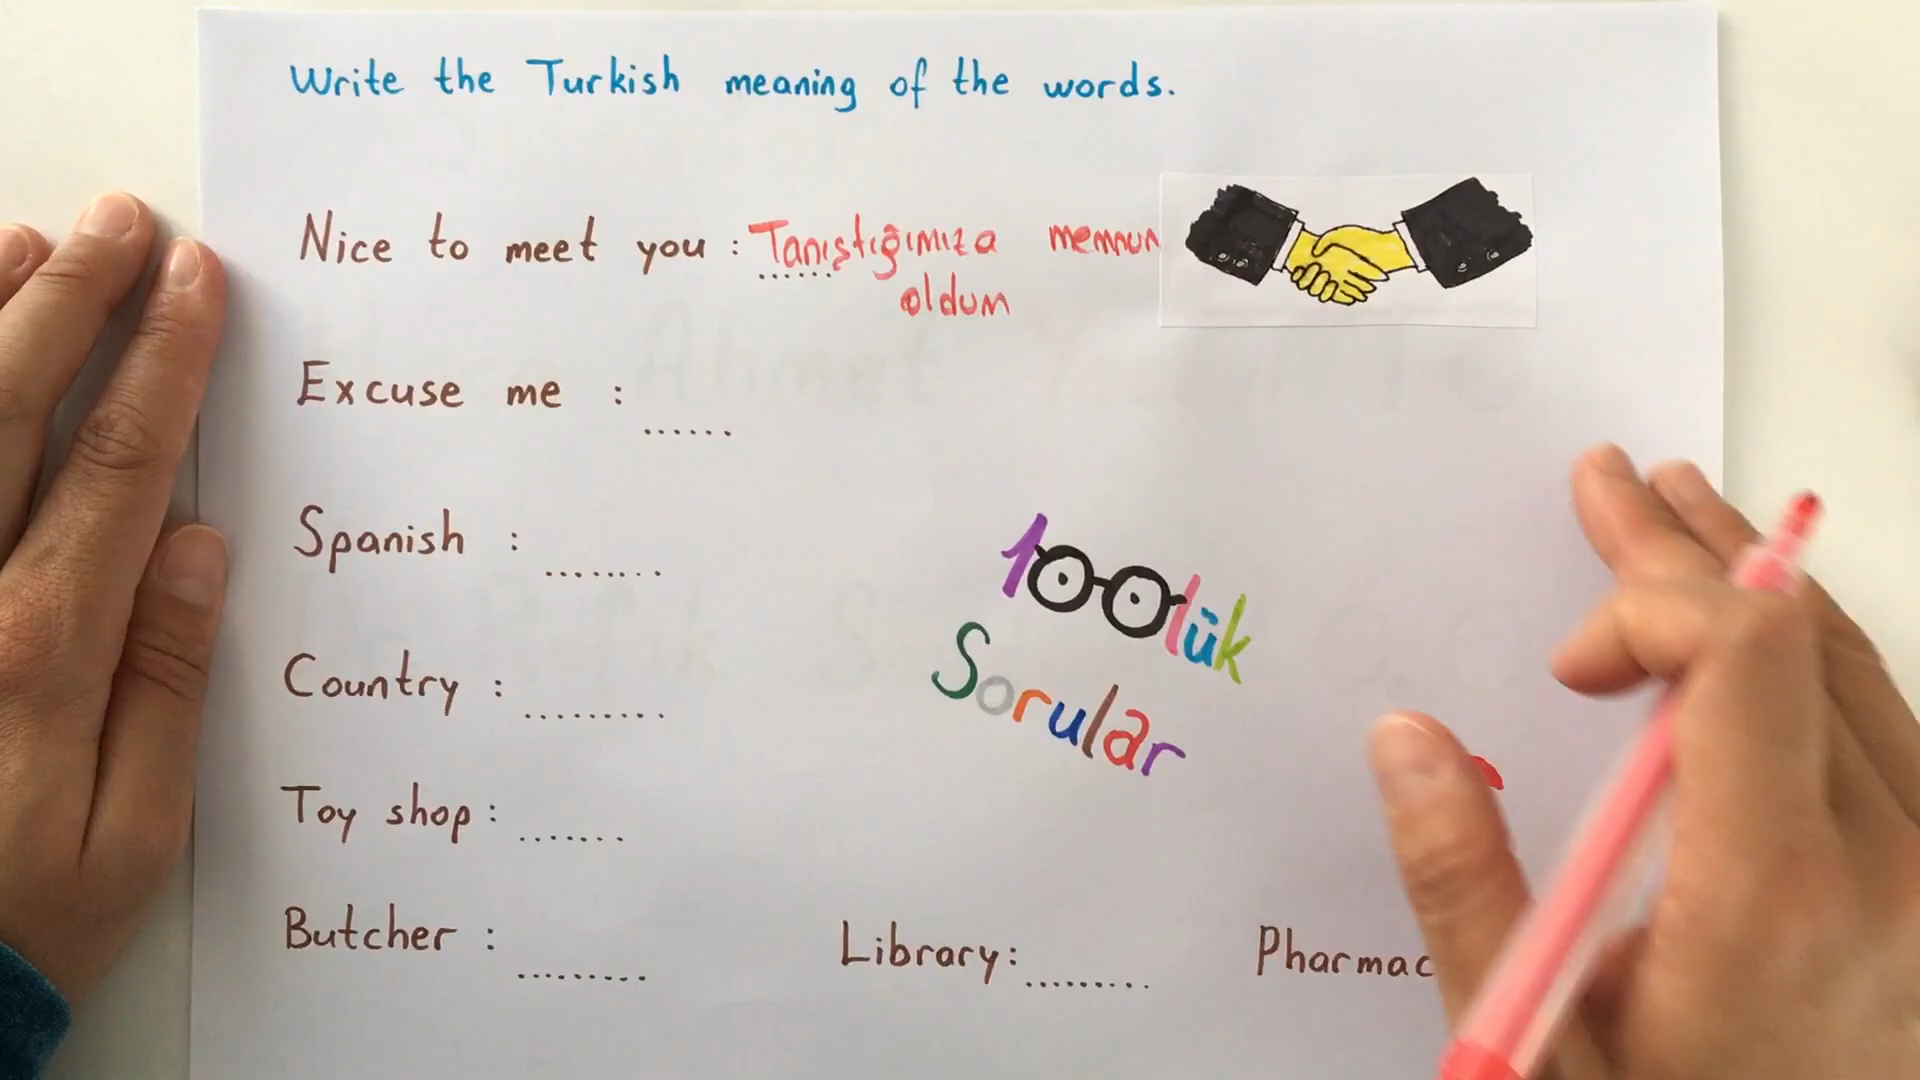 Write the Turkish meaning of the words.
Nice to meet you : Tanıştığımıza memnun
oldum
Excuse me : ......
Spanish : ........
100lük
Sorular
Country : .........
Toy shop : .......
Butcher : ......... Library: ......... Pharmac